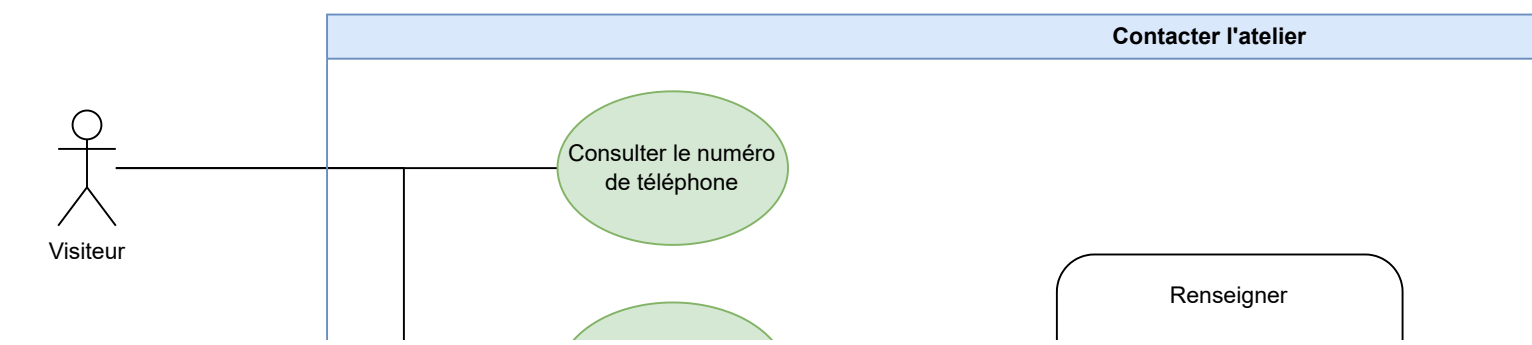 Contacter l'atelier
Consulter le numéro
de téléphone
Visiteur
Renseigner